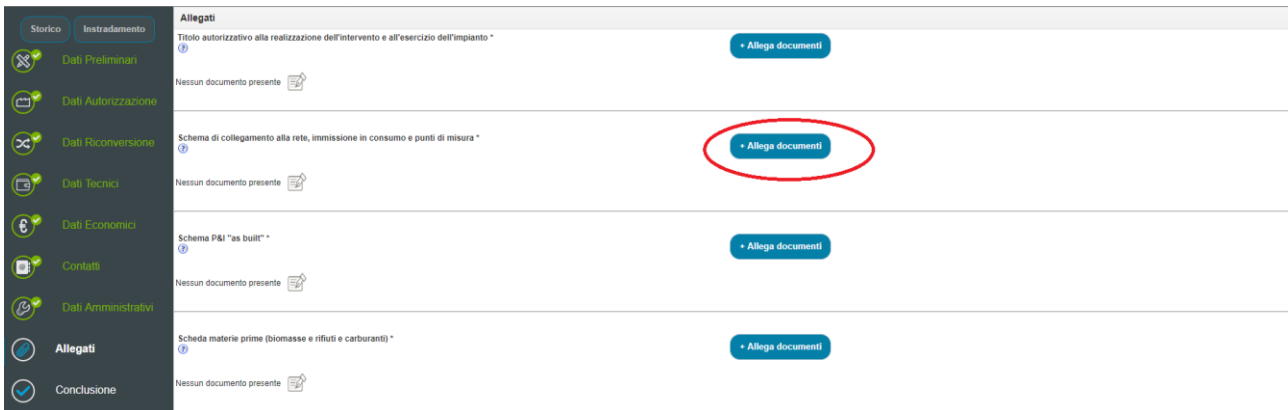 Storico
Instradamento
Dati Preliminari
Dati Autorizzazione
Dati Riconversione
Dati Tecnici
Dati Economici
Contatti
Dati Amministrativi
Allegati
Conclusione
Allegati
Titolo autorizzativo alla realizzazione dell'intervento e all'esercizio dell'impianto *
+ Allega documenti
Nessun documento presente
Schema di collegamento alla rete, immissione in consumo e punti di misura *
+ Allega documenti
Nessun documento presente
Schema P&I "as built" *
+ Allega documenti
Nessun documento presente
Scheda materie prime (biomasse e rifiuti e carburanti) *
+ Allega documenti
Nessun documento presente